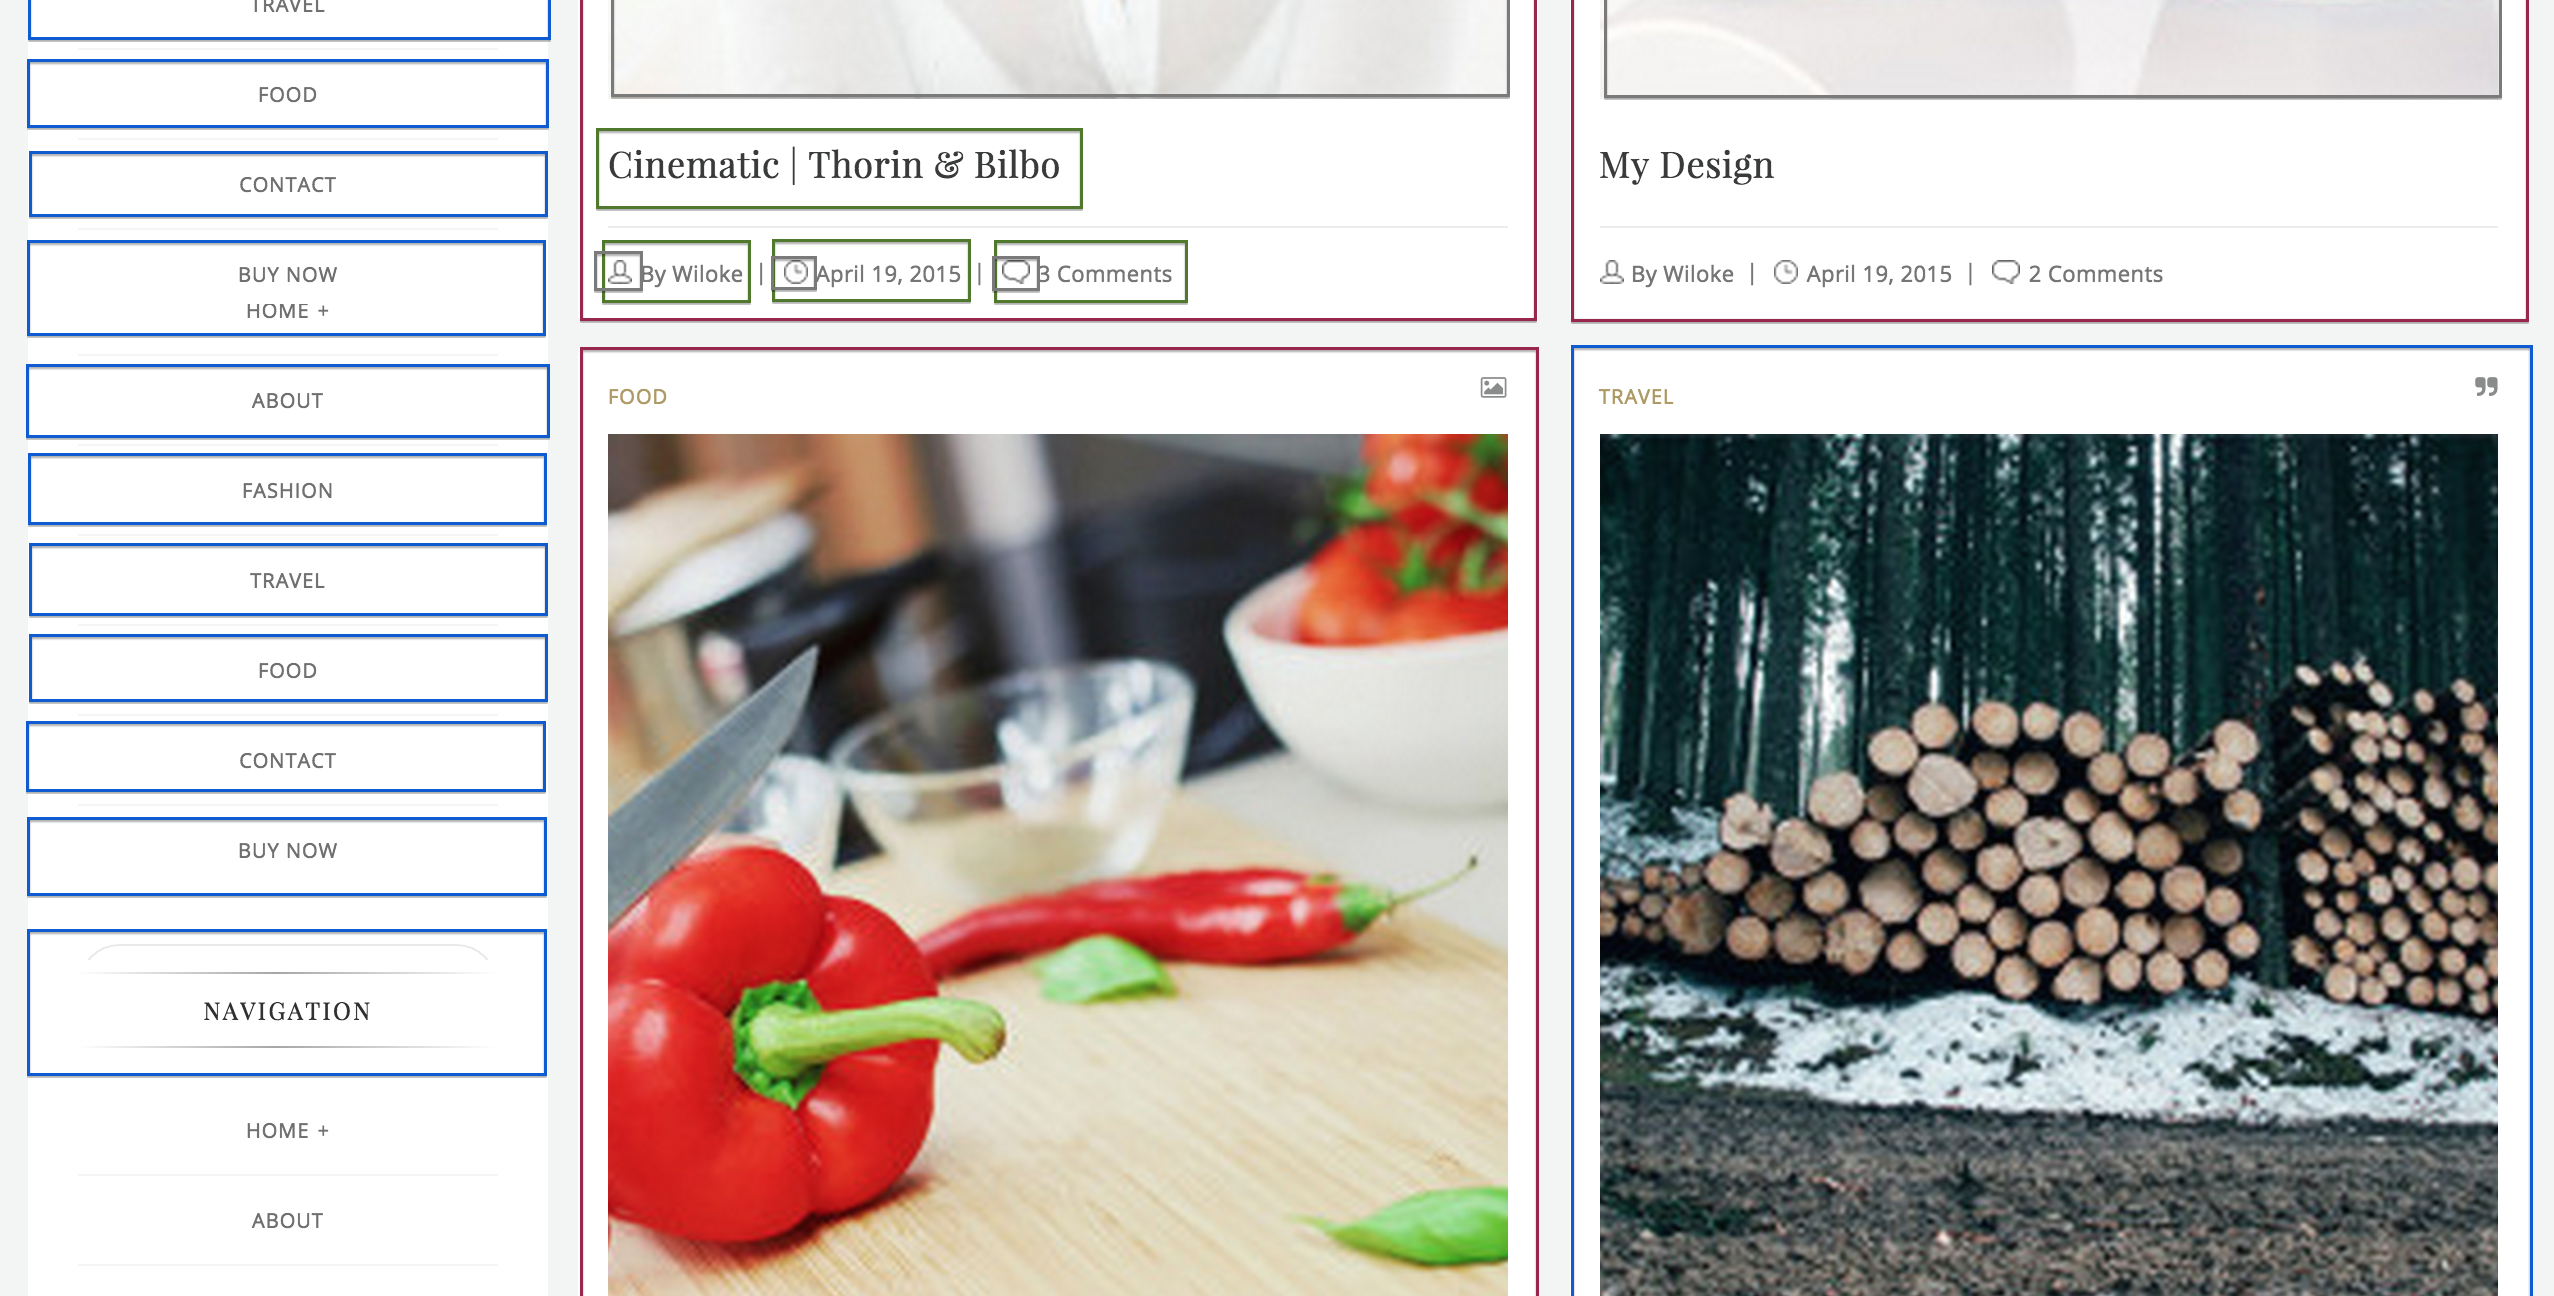 TRAVEL
FOOD
CONTACT
BUY NOW
HOME +
ABOUT
FASHION
TRAVEL
FOOD
CONTACT
BUY NOW
NAVIGATION
HOME +
ABOUT
Cinematic | Thorin & Bilbo
By Wiloke | April 19, 2015 | 3 Comments
My Design
By Wiloke | April 19, 2015 | 2 Comments
FOOD
TRAVEL